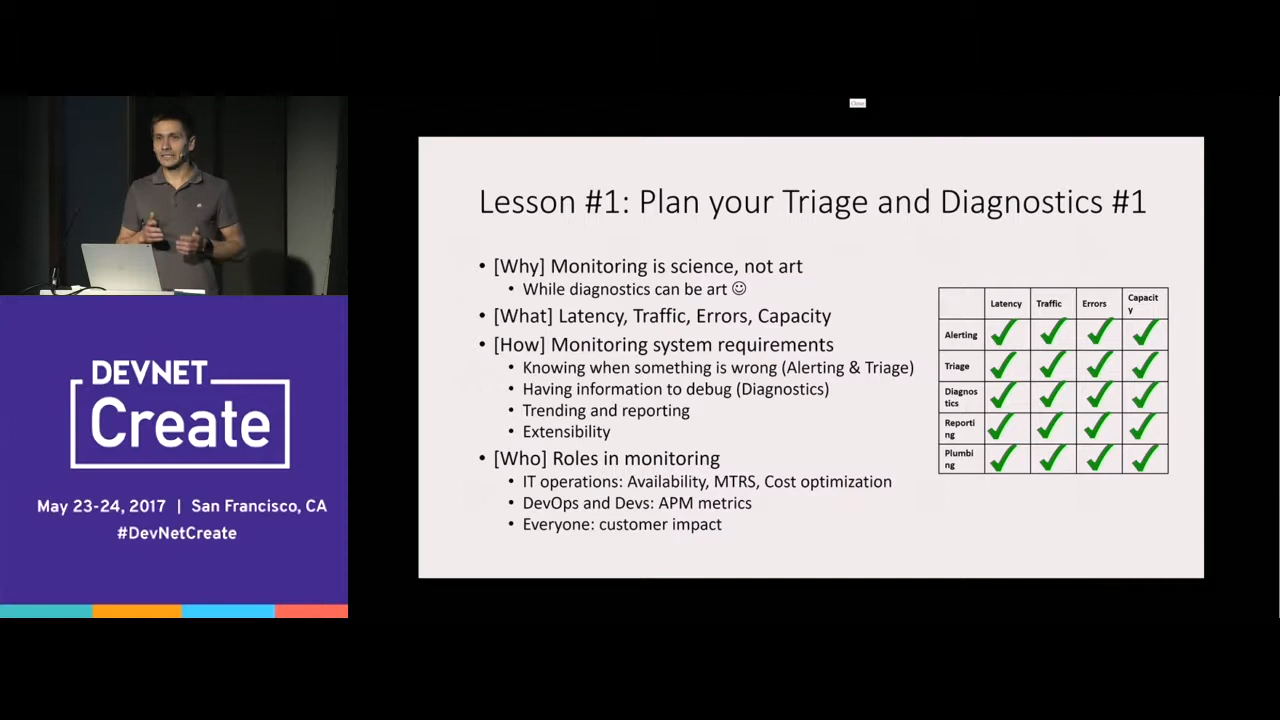 Close
Lesson #1: Plan your Triage and Diagnostics #1
• [Why] Monitoring is science, not art
• While diagnostics can be art ☺
• [What] Latency, Traffic, Errors, Capacity
• [How] Monitoring system requirements
• Knowing when something is wrong (Alerting & Triage)
• Having information to debug (Diagnostics)
• Trending and reporting
• Extensibility
• [Who] Roles in monitoring
• IT operations: Availability, MTRS, Cost optimization
• DevOps and Devs: APM metrics
• Everyone: customer impact
Latency Traffic Errors Capacit
y
Alerting
Triage
Diagnos
tics
Reporti
ng
Plumbi
ng
DEVNET
Create
May 23-24, 2017 | San Francisco, CA
#DevNetCreate